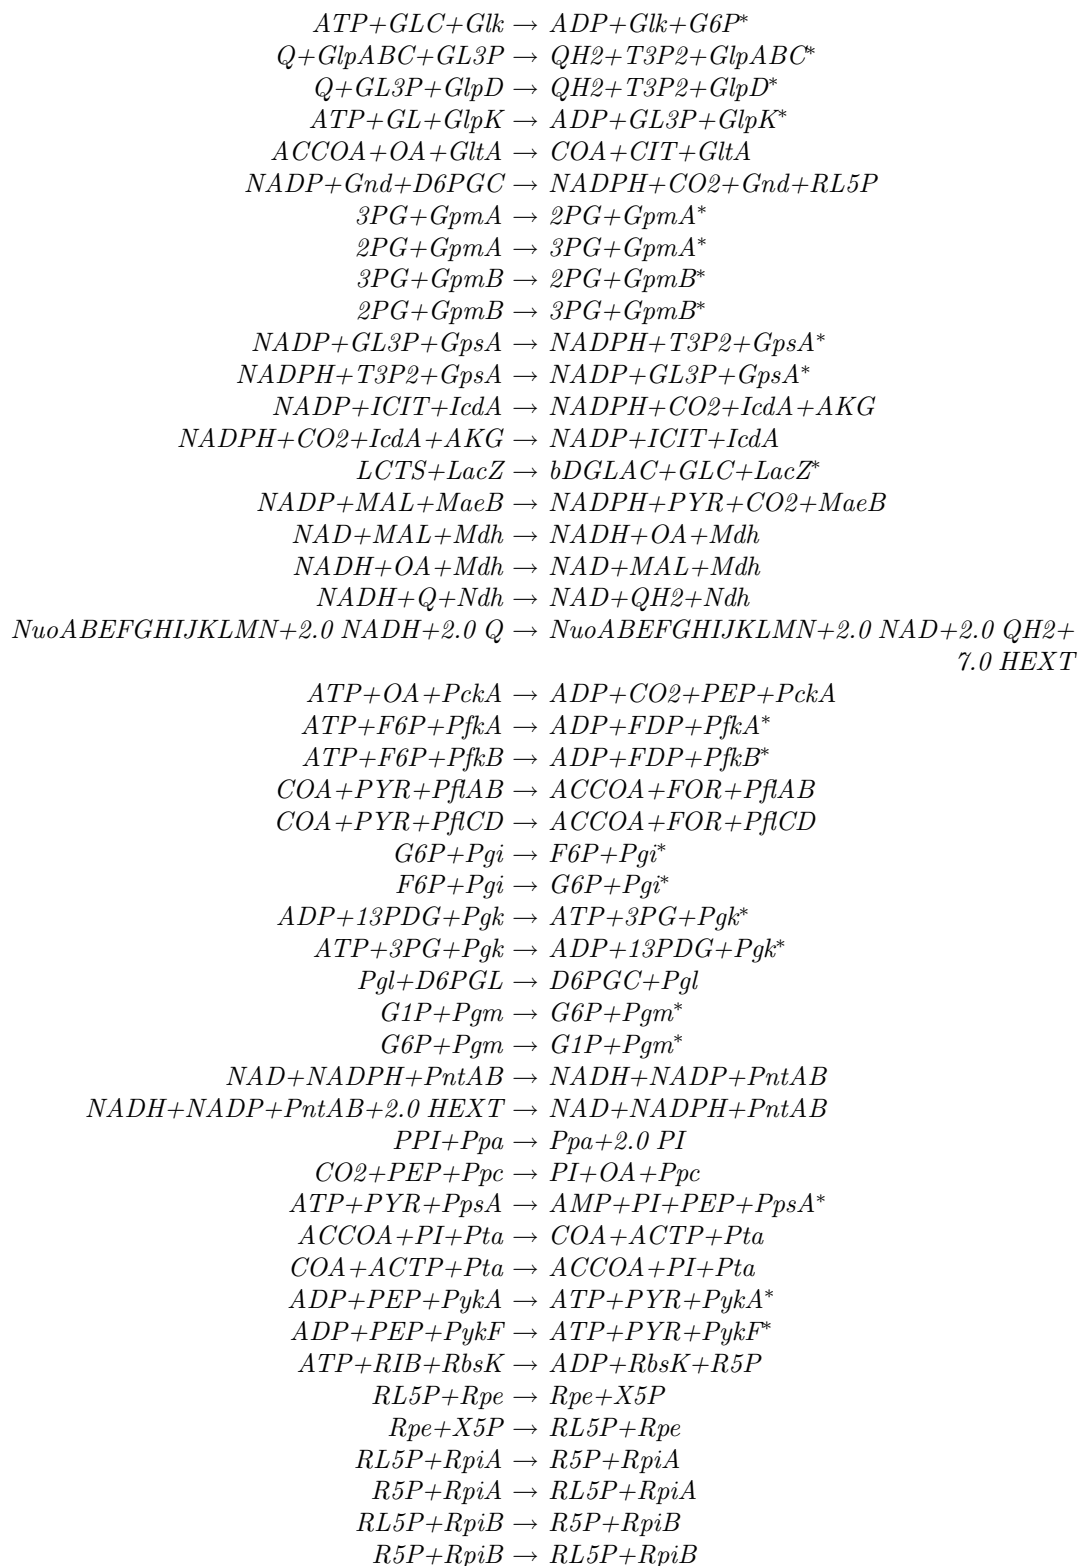 ATP+GLC+Glk → ADP+Glk+G6P*
Q+GlpABC+GL3P → QH2+T3P2+GlpABC*
Q+GL3P+GlpD → QH2+T3P2+GlpD*
ATP+GL+GlpK → ADP+GL3P+GlpK*
ACCOA+OA+GltA → COA+CIT+GltA
NADP+Gnd+D6PGC → NADPH+CO2+Gnd+RL5P
3PG+GpmA → 2PG+GpmA*
2PG+GpmA → 3PG+GpmA*
3PG+GpmB → 2PG+GpmB*
2PG+GpmB → 3PG+GpmB*
NADP+GL3P+GpsA → NADPH+T3P2+GpsA*
NADPH+T3P2+GpsA → NADP+GL3P+GpsA*
NADP+ICIT+IcdA → NADPH+CO2+IcdA+AKG
NADPH+CO2+IcdA+AKG → NADP+ICIT+IcdA
LCTS+LacZ → bDGLAC+GLC+LacZ*
NADP+MAL+MaeB → NADPH+PYR+CO2+MaeB
NAD+MAL+Mdh → NADH+OA+Mdh
NADH+OA+Mdh → NAD+MAL+Mdh
NADH+Q+Ndh → NAD+QH2+Ndh
NuoABEFGHIJKLMN+2.0 NADH+2.0 Q → NuoABEFGHIJKLMN+2.0 NAD+2.0 QH2+
7.0 HEXT
ATP+OA+PckA → ADP+CO2+PEP+PckA
ATP+F6P+PfkA → ADP+FDP+PfkA*
ATP+F6P+PfkB → ADP+FDP+PfkB*
COA+PYR+PflAB → ACCOA+FOR+PflAB
COA+PYR+PflCD → ACCOA+FOR+PflCD
G6P+Pgi → F6P+Pgi*
F6P+Pgi → G6P+Pgi*
ADP+13PDG+Pgk → ATP+3PG+Pgk*
ATP+3PG+Pgk → ADP+13PDG+Pgk*
Pgl+D6PGL → D6PGC+Pgl
G1P+Pgm → G6P+Pgm*
G6P+Pgm → G1P+Pgm*
NAD+NADPH+PntAB → NADH+NADP+PntAB
NADH+NADP+PntAB+2.0 HEXT → NAD+NADPH+PntAB
PPI+Ppa → Ppa+2.0 PI
CO2+PEP+Ppc → PI+OA+Ppc
ATP+PYR+PpsA → AMP+PI+PEP+PpsA*
ACCOA+PI+Pta → COA+ACTP+Pta
COA+ACTP+Pta → ACCOA+PI+Pta
ADP+PEP+PykA → ATP+PYR+PykA*
ADP+PEP+PykF → ATP+PYR+PykF*
ATP+RIB+RbsK → ADP+RbsK+R5P
RL5P+Rpe → Rpe+X5P
Rpe+X5P → RL5P+Rpe
RL5P+RpiA → R5P+RpiA
R5P+RpiA → RL5P+RpiA
RL5P+RpiB → R5P+RpiB
R5P+RpiB → RL5P+RpiB